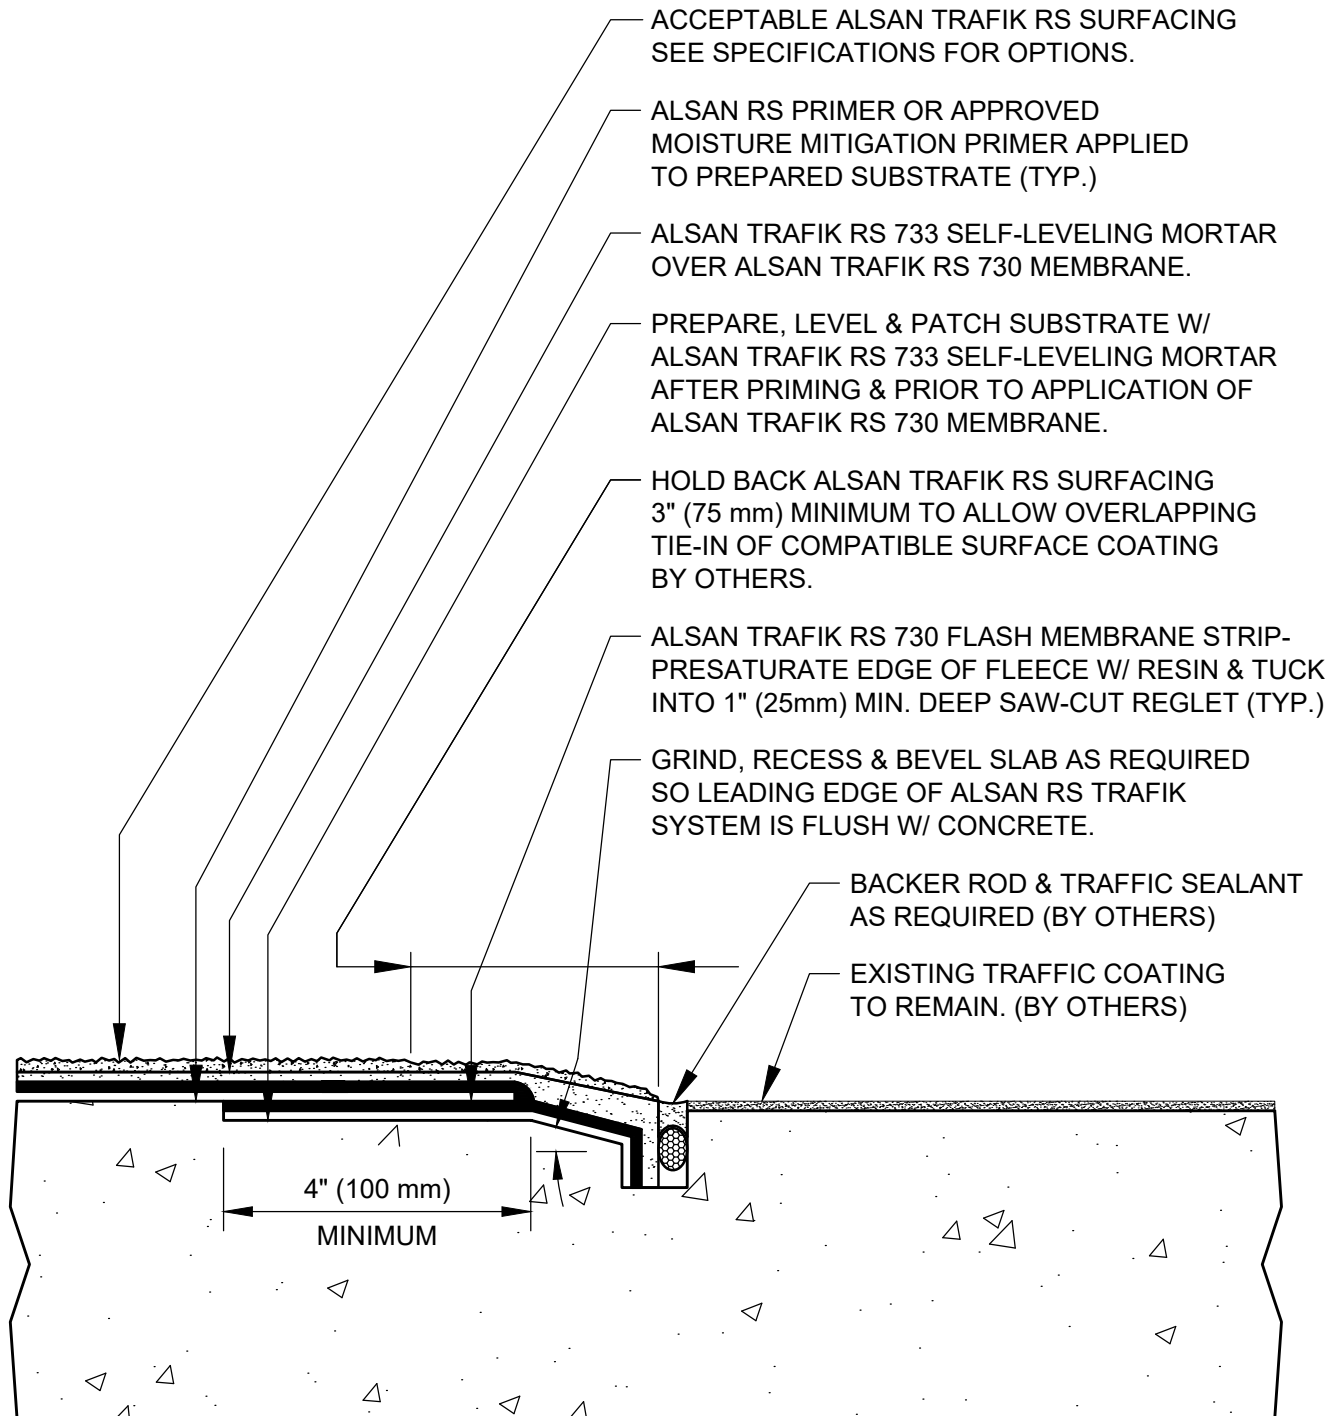 ACCEPTABLE ALSAN TRAFIK RS SURFACING
SEE SPECIFICATIONS FOR OPTIONS.
ALSAN RS PRIMER OR APPROVED
MOISTURE MITIGATION PRIMER APPLIED
TO PREPARED SUBSTRATE (TYP.)
ALSAN TRAFIK RS 733 SELF-LEVELING MORTAR
OVER ALSAN TRAFIK RS 730 MEMBRANE.
PREPARE, LEVEL & PATCH SUBSTRATE W/
ALSAN TRAFIK RS 733 SELF-LEVELING MORTAR
AFTER PRIMING & PRIOR TO APPLICATION OF
ALSAN TRAFIK RS 730 MEMBRANE.
HOLD BACK ALSAN TRAFIK RS SURFACING
3" (75 mm) MINIMUM TO ALLOW OVERLAPPING
TIE-IN OF COMPATIBLE SURFACE COATING
BY OTHERS.
ALSAN TRAFIK RS 730 FLASH MEMBRANE STRIP-
PRESATURATE EDGE OF FLEECE W/ RESIN & TUCK
INTO 1" (25mm) MIN. DEEP SAW-CUT REGLET (TYP.)
GRIND, RECESS & BEVEL SLAB AS REQUIRED
SO LEADING EDGE OF ALSAN RS TRAFIK
SYSTEM IS FLUSH W/ CONCRETE.
BACKER ROD & TRAFFIC SEALANT
AS REQUIRED (BY OTHERS)
EXISTING TRAFFIC COATING
TO REMAIN. (BY OTHERS)
4" (100 mm)
MINIMUM